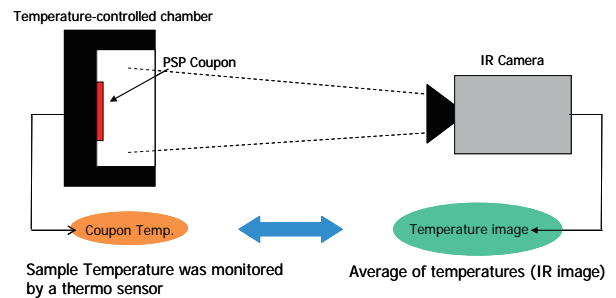 Temperature-controlled chamber
PSP Coupon
IR Camera
Coupon Temp.
Temperature image
Sample Temperature was monitored
by a thermo sensor
Average of temperatures (IR image)